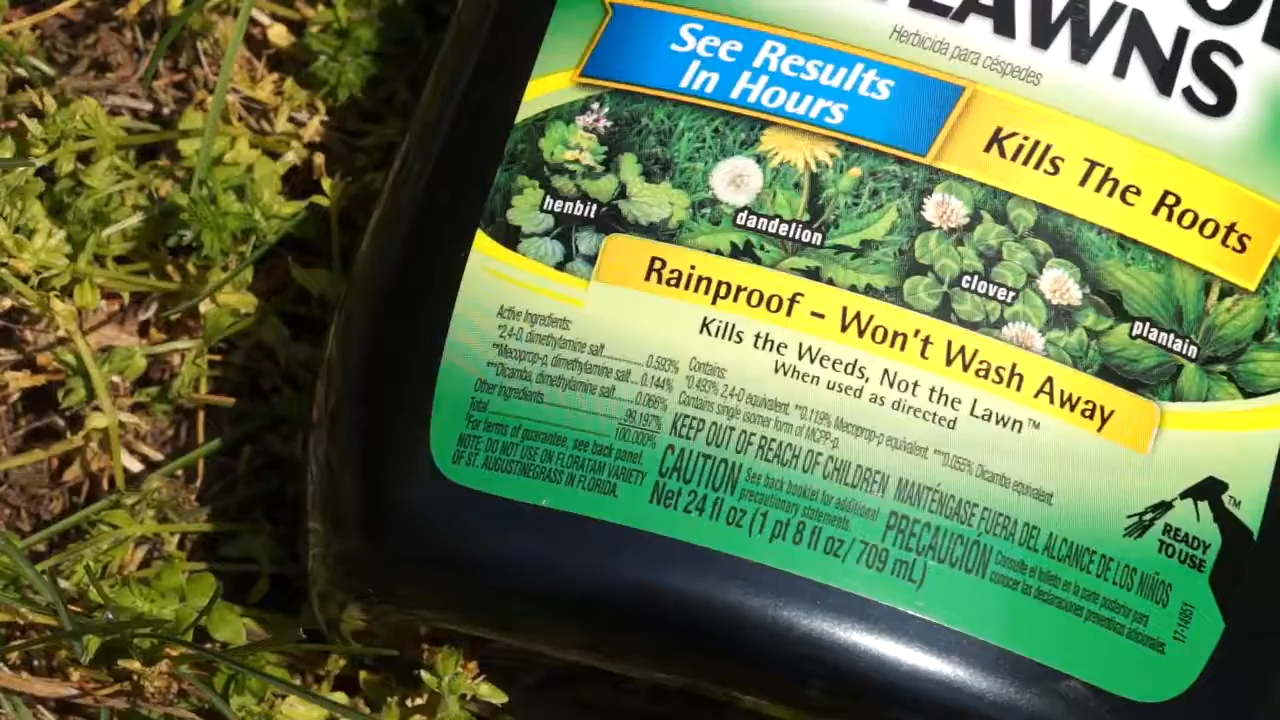 LAWNS
Herbicida para céspedes
See Results
In Hours
Kills The Roots
henbit
dandelion
clover
plantain
Rainproof - Won't Wash Away
Kills the Weeds, Not the Lawn™
When used as directed
Active Ingredients:
*2,4-D, dimethylamine salt 0.593%
**Mecoprop-p, dimethylamine salt 0.144%
***Dicamba, dimethylamine salt 0.066%
Other ingredients 99.197%
Total 100.000%
For terms of guarantee, see back panel.
NOTE: DO NOT USE ON FLORATAM VARIETY
OF ST. AUGUSTINEGRASS IN FLORIDA.
Contains:
*0.493% 2,4-D equivalent, **0.119% Mecoprop-p equivalent, ***0.055% Dicamba equivalent.
Contains single isomer form of MCPP-p.
KEEP OUT OF REACH OF CHILDREN MANTÉNGASE FUERA DEL ALCANCE DE LOS NIÑOS
CAUTION See back booklet for additional
precautionary statements.
PRECAUCIÓN Consulte el folleto en la parte posterior para
conocer las declaraciones preventivas adicionales.
Net 24 fl oz (1 pt 8 fl oz / 709 mL)
READY
TO USE
TM
17-14951